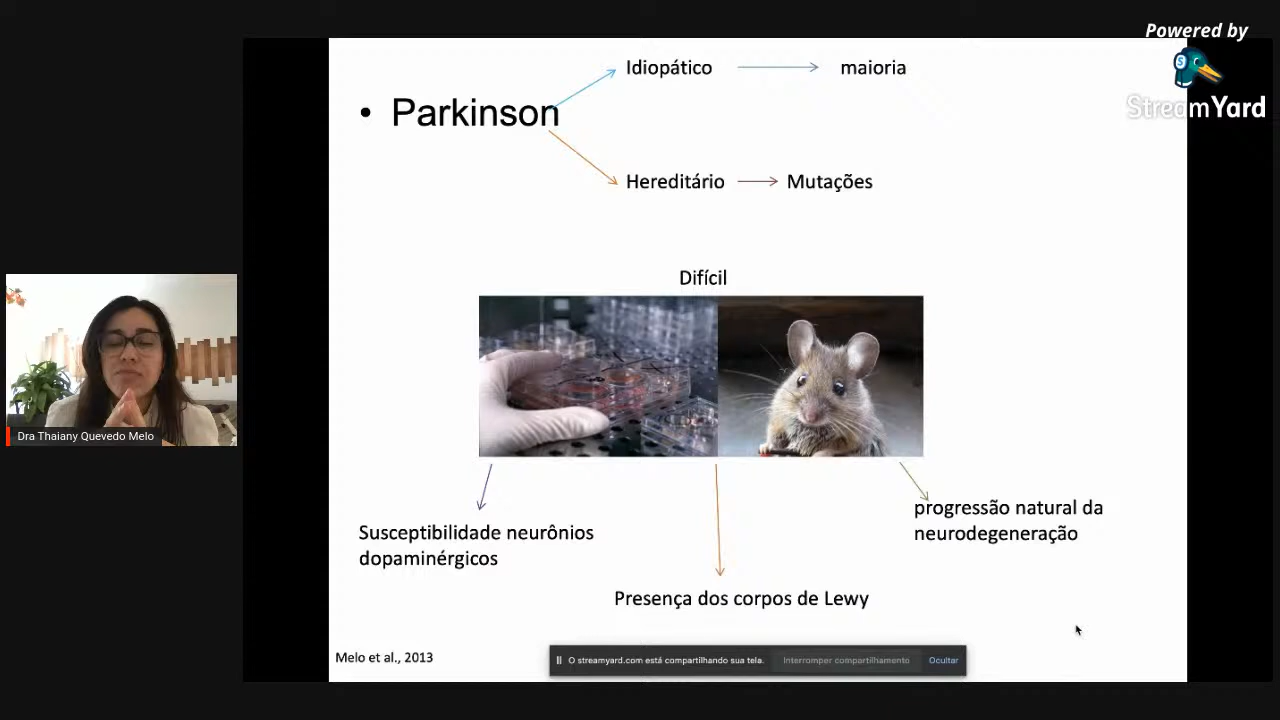 Powered by
StreamYard
Idiopático
maioria
• Parkinson
Hereditário
Mutações
Difícil
Dra Thaiany Quevedo Melo
progressão natural da
neurodegeneração
Susceptibilidade neurônios
dopaminérgicos
Presença dos corpos de Lewy
Melo et al., 2013
O streamyard.com está compartilhando sua tela.
Interromper compartilhamento
Ocultar